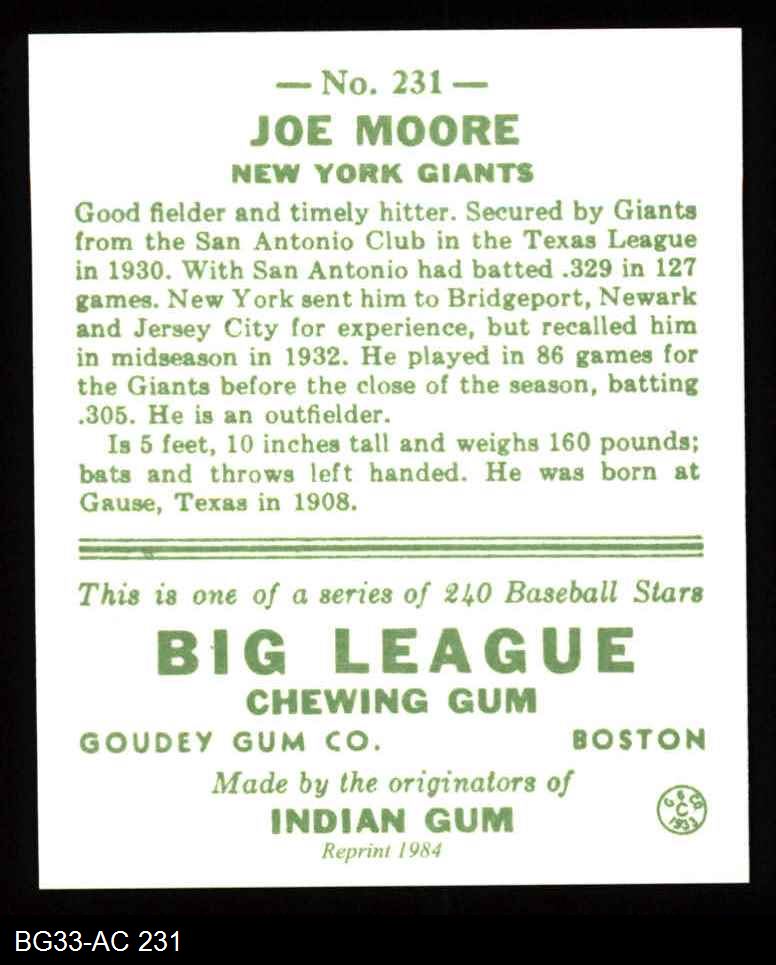 — No. 231 —
JOE MOORE
NEW YORK GIANTS
Good fielder and timely hitter. Secured by Giants
from the San Antonio Club in the Texas League
in 1930. With San Antonio had batted .329 in 127
games. New York sent him to Bridgeport, Newark
and Jersey City for experience, but recalled him
in midseason in 1932. He played in 86 games for
the Giants before the close of the season, batting
.305. He is an outfielder.
Is 5 feet, 10 inches tall and weighs 160 pounds;
bats and throws left handed. He was born at
Gause, Texas in 1908.
This is one of a series of 240 Baseball Stars
BIG LEAGUE
CHEWING GUM
GOUDEY GUM CO. BOSTON
Made by the originators of
INDIAN GUM
G & CO
C
1933
Reprint 1984
BG33-AC 231